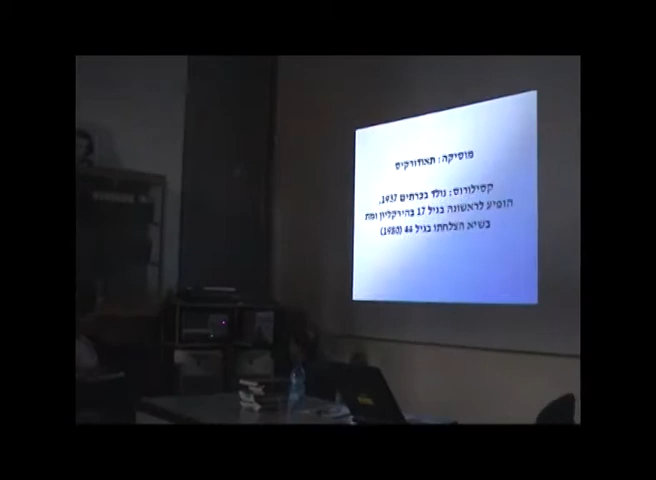 מוסיקה: תאודורקיס
קסילורוס: נולד בכרתים 1937,
הופיע לראשונה בגיל 17 בהירקליון ומת
בשיא הצלחתו בגיל 44 (1980)